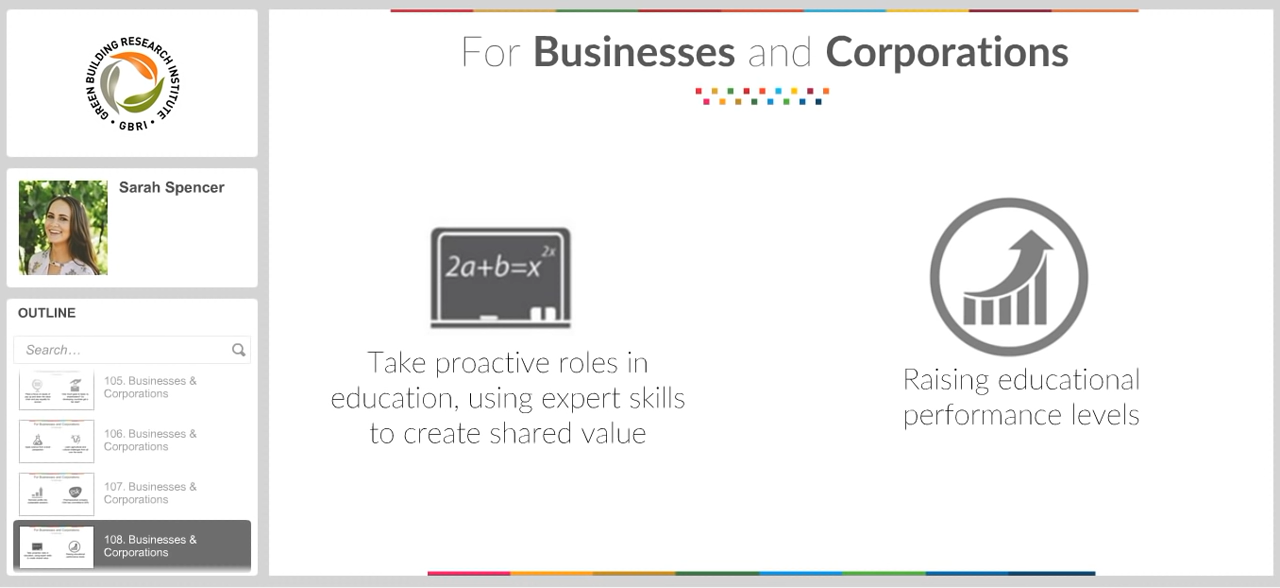 GREEN BUILDING RESEARCH INSTITUTE
• GBRI •
Sarah Spencer
OUTLINE
Search...
105. Businesses &
Corporations
106. Businesses &
Corporations
107. Businesses &
Corporations
108. Businesses &
Corporations
For Businesses and Corporations
2a+b=x^2x
Take proactive roles in
education, using expert skills
to create shared value
Raising educational
performance levels